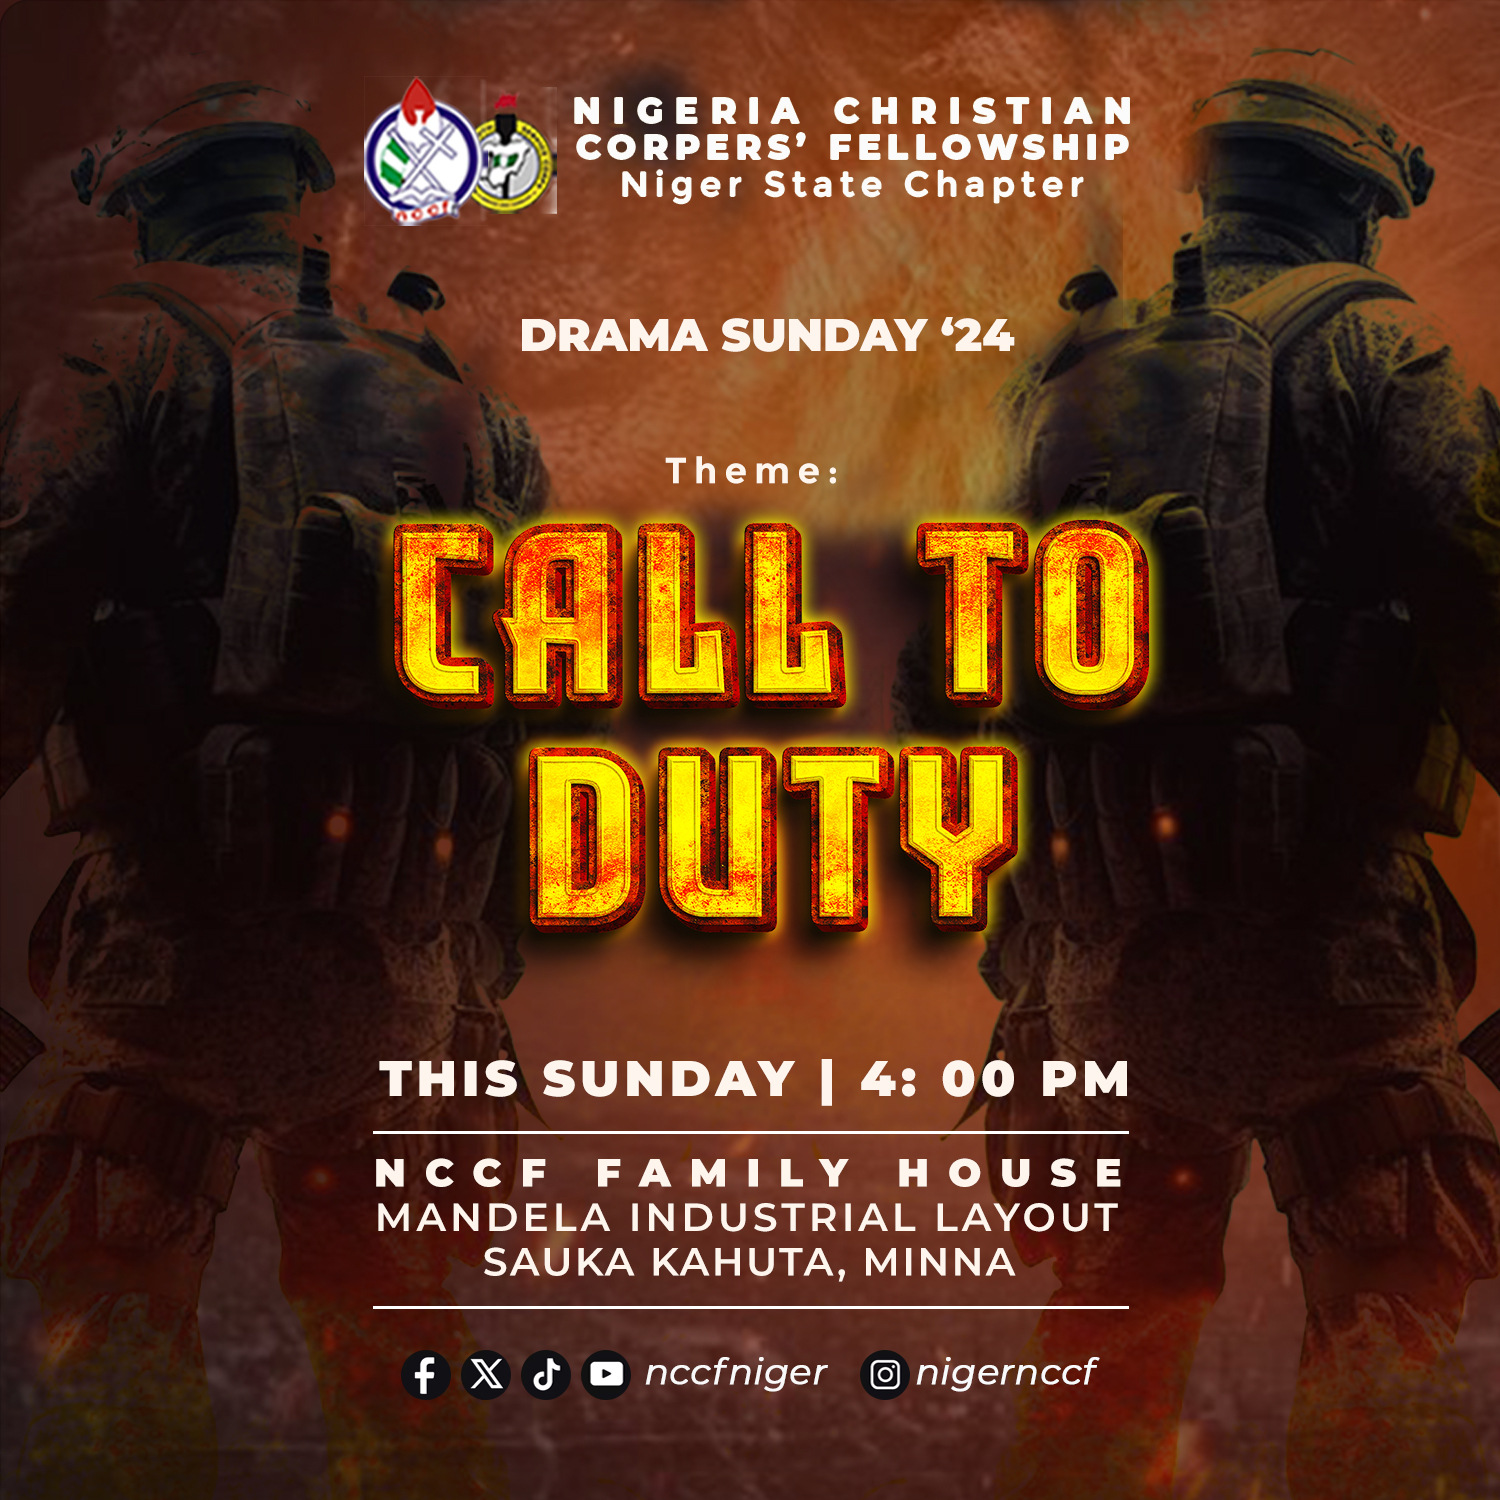 NIGERIA CHRISTIAN
CORPERS’ FELLOWSHIP
Niger State Chapter
nccf
DRAMA SUNDAY ‘24
Theme:
CALL TO
DUTY
THIS SUNDAY | 4: 00 PM
NCCF FAMILY HOUSE
MANDELA INDUSTRIAL LAYOUT
SAUKA KAHUTA, MINNA
nccfniger nigernccf